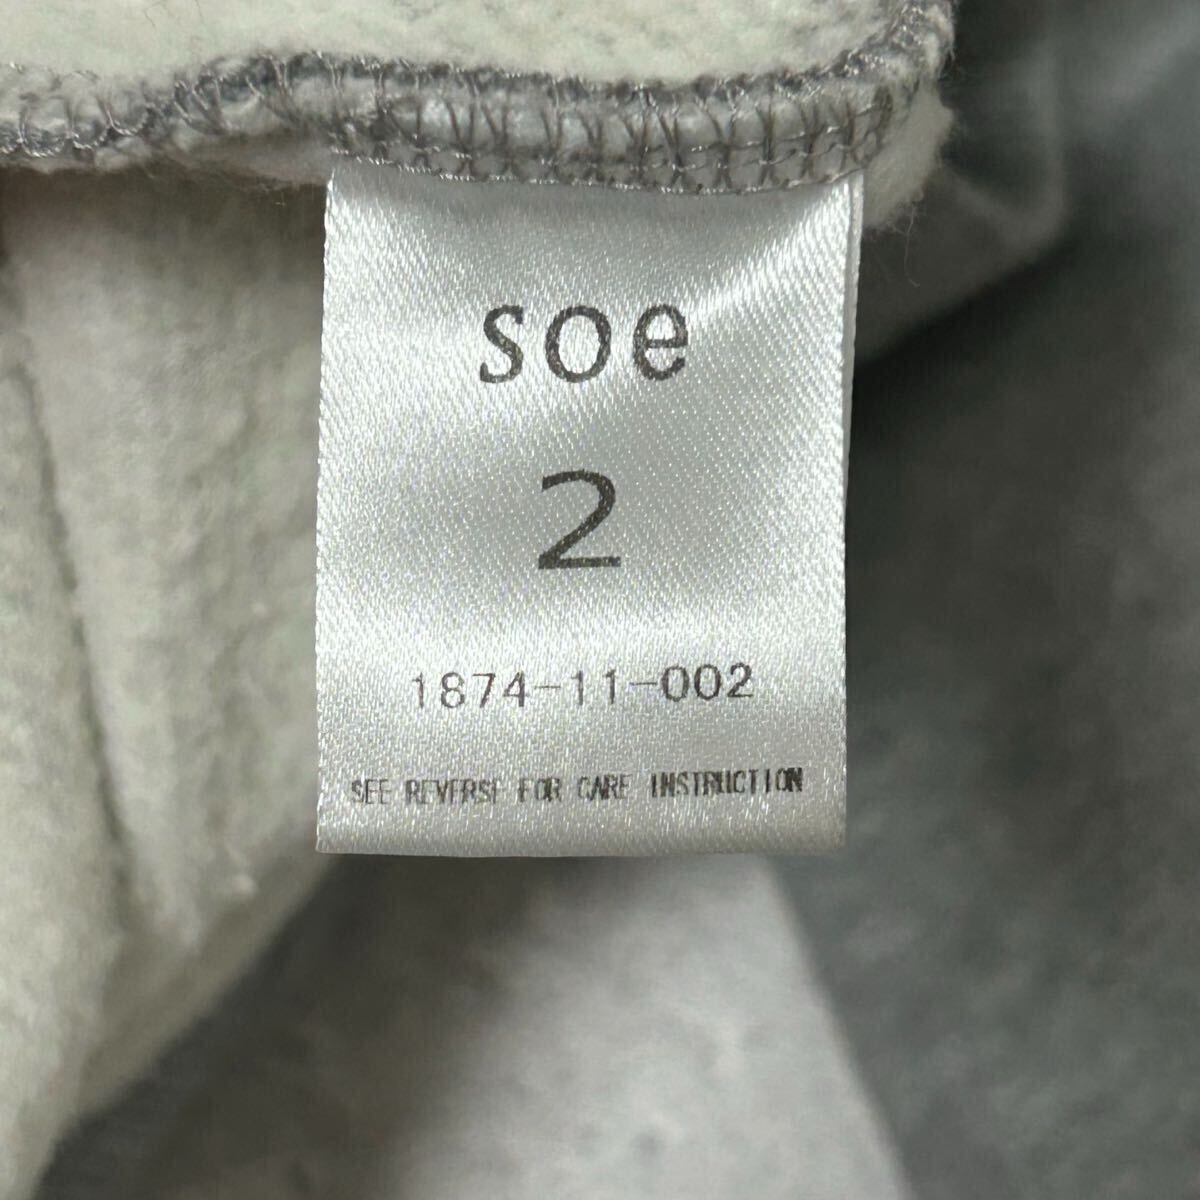 soe
2
1874-11-002
SEE REVERSE FOR CARE INSTRUCTION